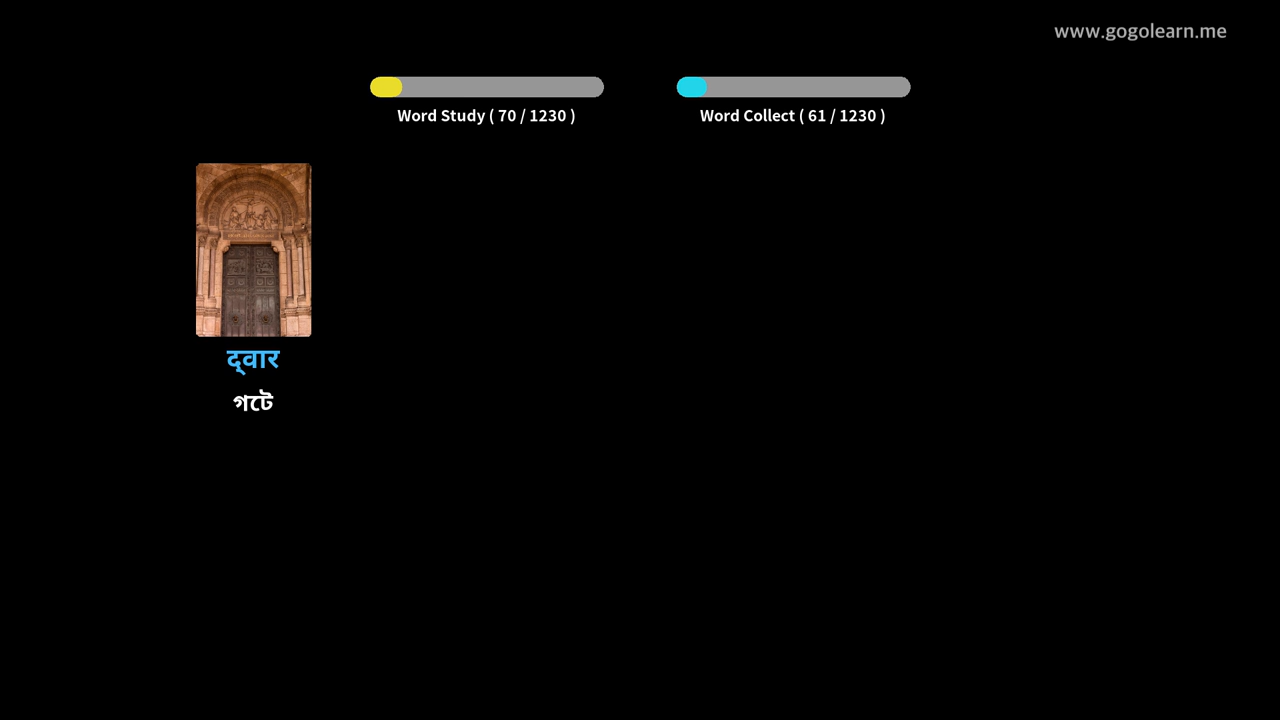 www.gogolearn.me
Word Study ( 70 / 1230 )
Word Collect ( 61 / 1230 )
द्वार
গটে